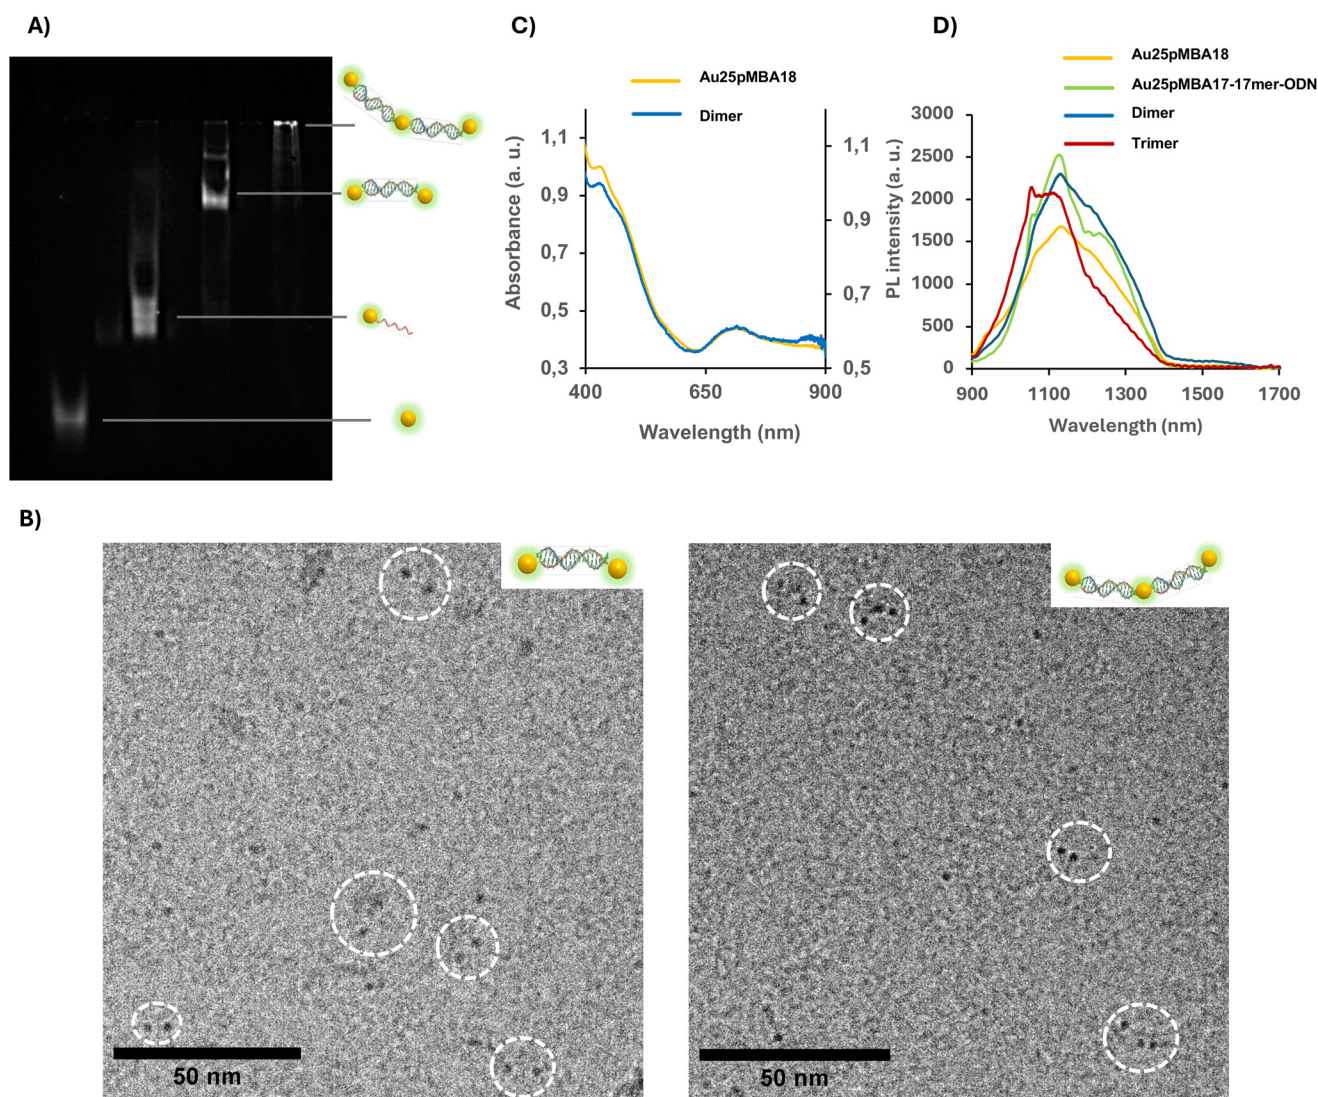 A)
C)
Au25pMBA18
Dimer
1,1
0,9
0,7
0,5
0,3
Absorbance (a. u.)
1,1
0,9
0,7
0,5
400
650
900
Wavelength (nm)
D)
Au25pMBA18
Au25pMBA17-17mer-ODN
Dimer
Trimer
3000
2500
2000
1500
1000
500
0
PL intensity (a. u.)
900
1100
1300
1500
1700
Wavelength (nm)
B)
50 nm
50 nm